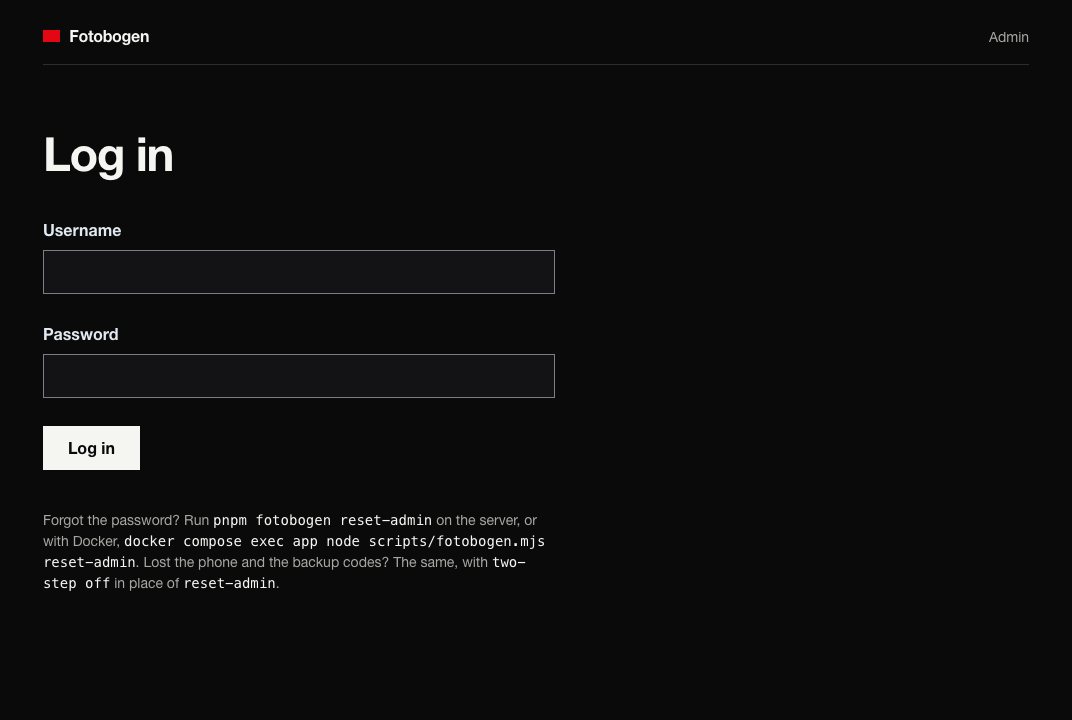 Fotobogen
Admin
Log in
Username
Password
Log in
Forgot the password? Run pnpm fotobogen reset-admin on the server, or
with Docker, docker compose exec app node scripts/fotobogen.mjs
reset-admin. Lost the phone and the backup codes? The same, with two-
step off in place of reset-admin.